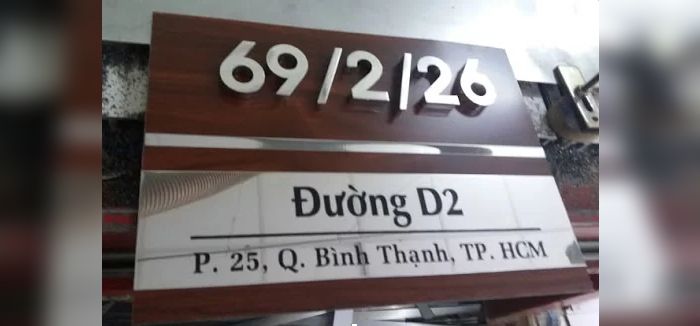 69/2/26
Đường D2
P. 25, Q. Bình Thạnh, TP. HCM